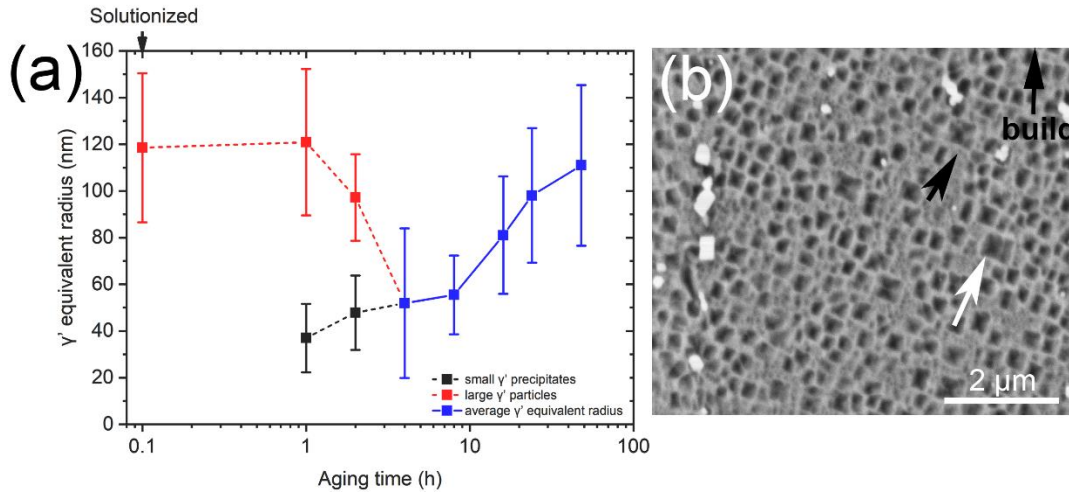 Solutionized
(a)
160
140
120
100
80
60
40
20
0
γ' equivalent radius (nm)
small γ' precipitates
large γ' particles
average γ' equivalent radius
0.1
1
10
100
Aging time (h)
(b)
build
2 μm